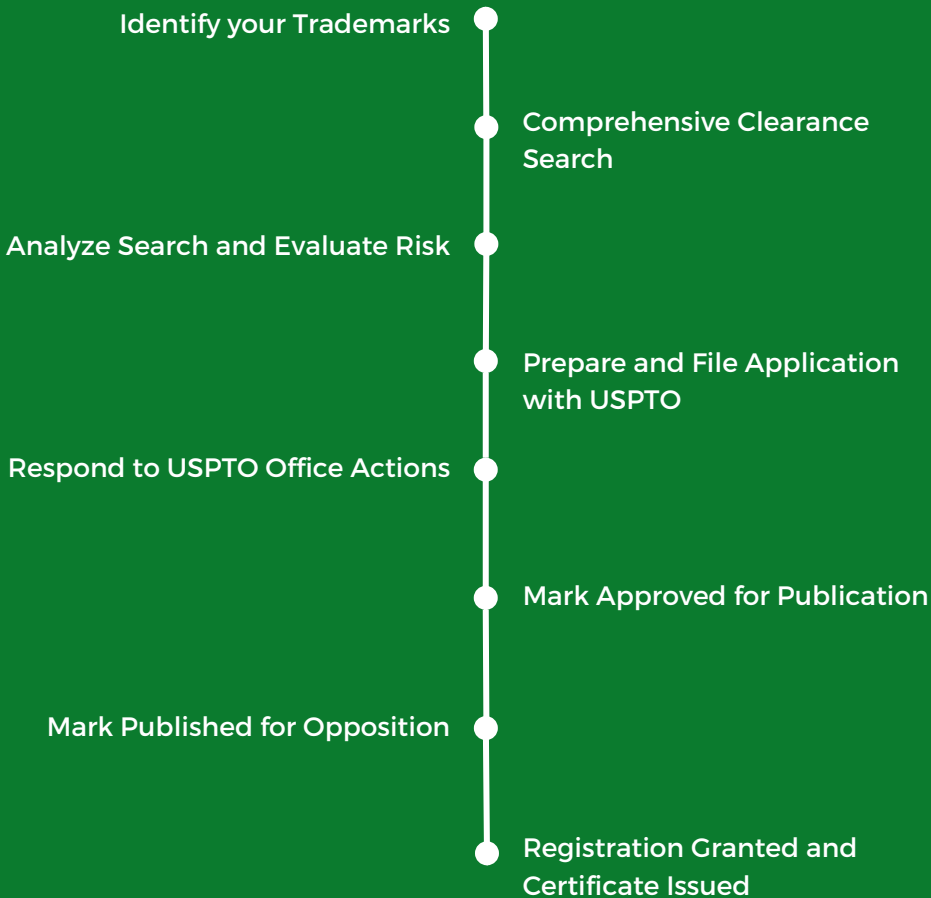 Identify your Trademarks
Comprehensive Clearance
Search
Analyze Search and Evaluate Risk
Prepare and File Application
with USPTO
Respond to USPTO Office Actions
Mark Approved for Publication
Mark Published for Opposition
Registration Granted and
Certificate Issued